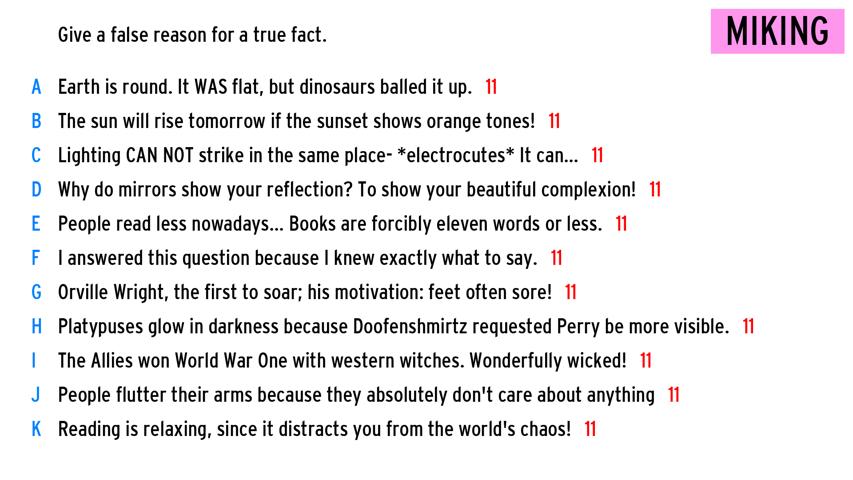 Give a false reason for a true fact.
MIKING
A Earth is round. It WAS flat, but dinosaurs balled it up. 11
B The sun will rise tomorrow if the sunset shows orange tones! 11
C Lighting CAN NOT strike in the same place- *electrocutes* It can... 11
D Why do mirrors show your reflection? To show your beautiful complexion! 11
E People read less nowadays... Books are forcibly eleven words or less. 11
F I answered this question because I knew exactly what to say. 11
G Orville Wright, the first to soar; his motivation: feet often sore! 11
H Platypuses glow in darkness because Doofenshmirtz requested Perry be more visible. 11
I The Allies won World War One with western witches. Wonderfully wicked! 11
J People flutter their arms because they absolutely don't care about anything 11
K Reading is relaxing, since it distracts you from the world's chaos! 11